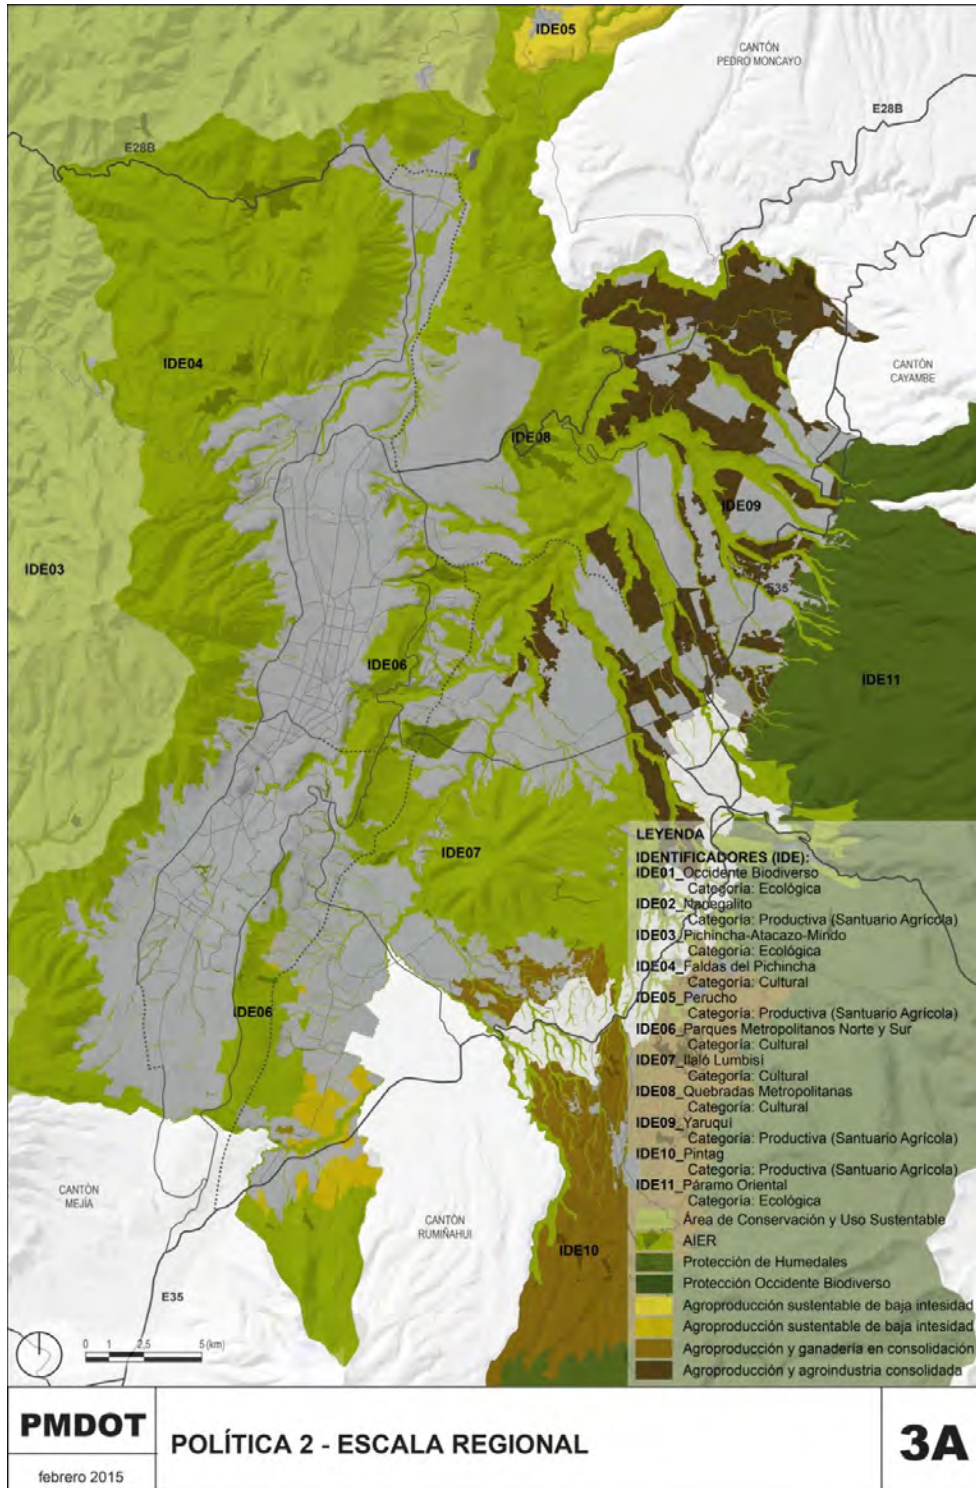 IDE05
CANTÓN
PEDRO MONCAYO
E28B
E28B
IDE04
CANTÓN
CAYAMBE
IDE08
IDE09
IDE03
E35
IDE06
IDE11
IDE07
IDE06
CANTÓN
MEJÍA
CANTÓN
RUMIÑAHUI
IDE10
E35
0 1 2,5 5 (km)
LEYENDA
IDENTIFICADORES (IDE):
IDE01_Occidente Biodiverso
Categoría: Ecológica
IDE02_Nanegalito
Categoría: Productiva (Santuario Agrícola)
IDE03_Pichincha-Atacazo-Mindo
Categoría: Ecológica
IDE04_Faldas del Pichincha
Categoría: Cultural
IDE05_Perucho
Categoría: Productiva (Santuario Agrícola)
IDE06_Parques Metropolitanos Norte y Sur
Categoría: Cultural
IDE07_Ilaló Lumbisí
Categoría: Cultural
IDE08_Quebradas Metropolitanas
Categoría: Cultural
IDE09_Yaruquí
Categoría: Productiva (Santuario Agrícola)
IDE10_Pintag
Categoría: Productiva (Santuario Agrícola)
IDE11_Páramo Oriental
Categoría: Ecológica
Área de Conservación y Uso Sustentable
AIER
Protección de Humedales
Protección Occidente Biodiverso
Agroproducción sustentable de baja intesidad
Agroproducción sustentable de baja intesidad
Agroproducción y ganadería en consolidación
Agroproducción y agroindustria consolidada
PMDOT
febrero 2015
POLÍTICA 2 - ESCALA REGIONAL
3A